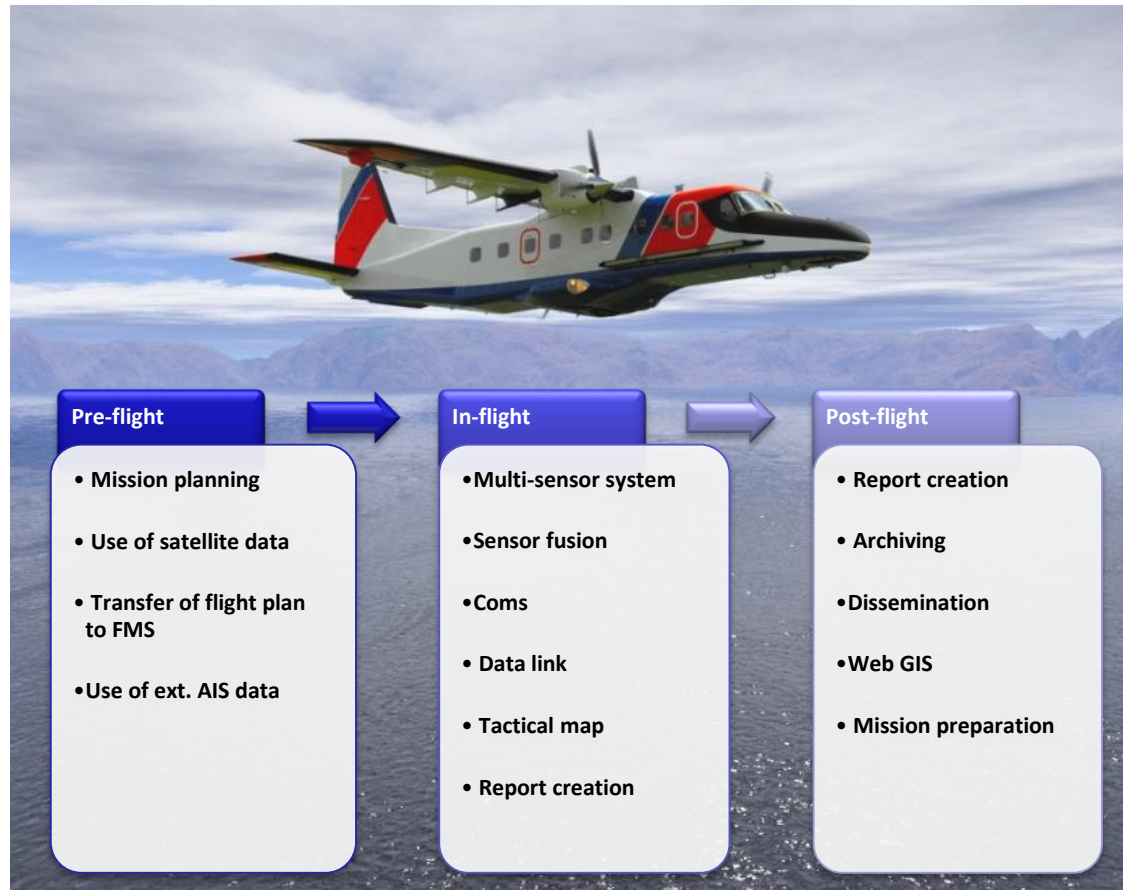 Pre-flight
• Mission planning
• Use of satellite data
• Transfer of flight plan
to FMS
•Use of ext. AIS data
In-flight
•Multi-sensor system
•Sensor fusion
•Coms
• Data link
• Tactical map
• Report creation
Post-flight
• Report creation
• Archiving
•Dissemination
•Web GIS
• Mission preparation